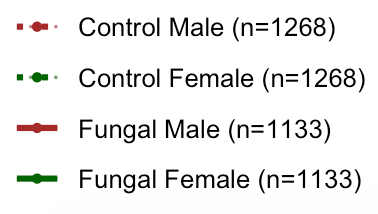 Control Male (n=1268)
Control Female (n=1268)
Fungal Male (n=1133)
Fungal Female (n=1133)